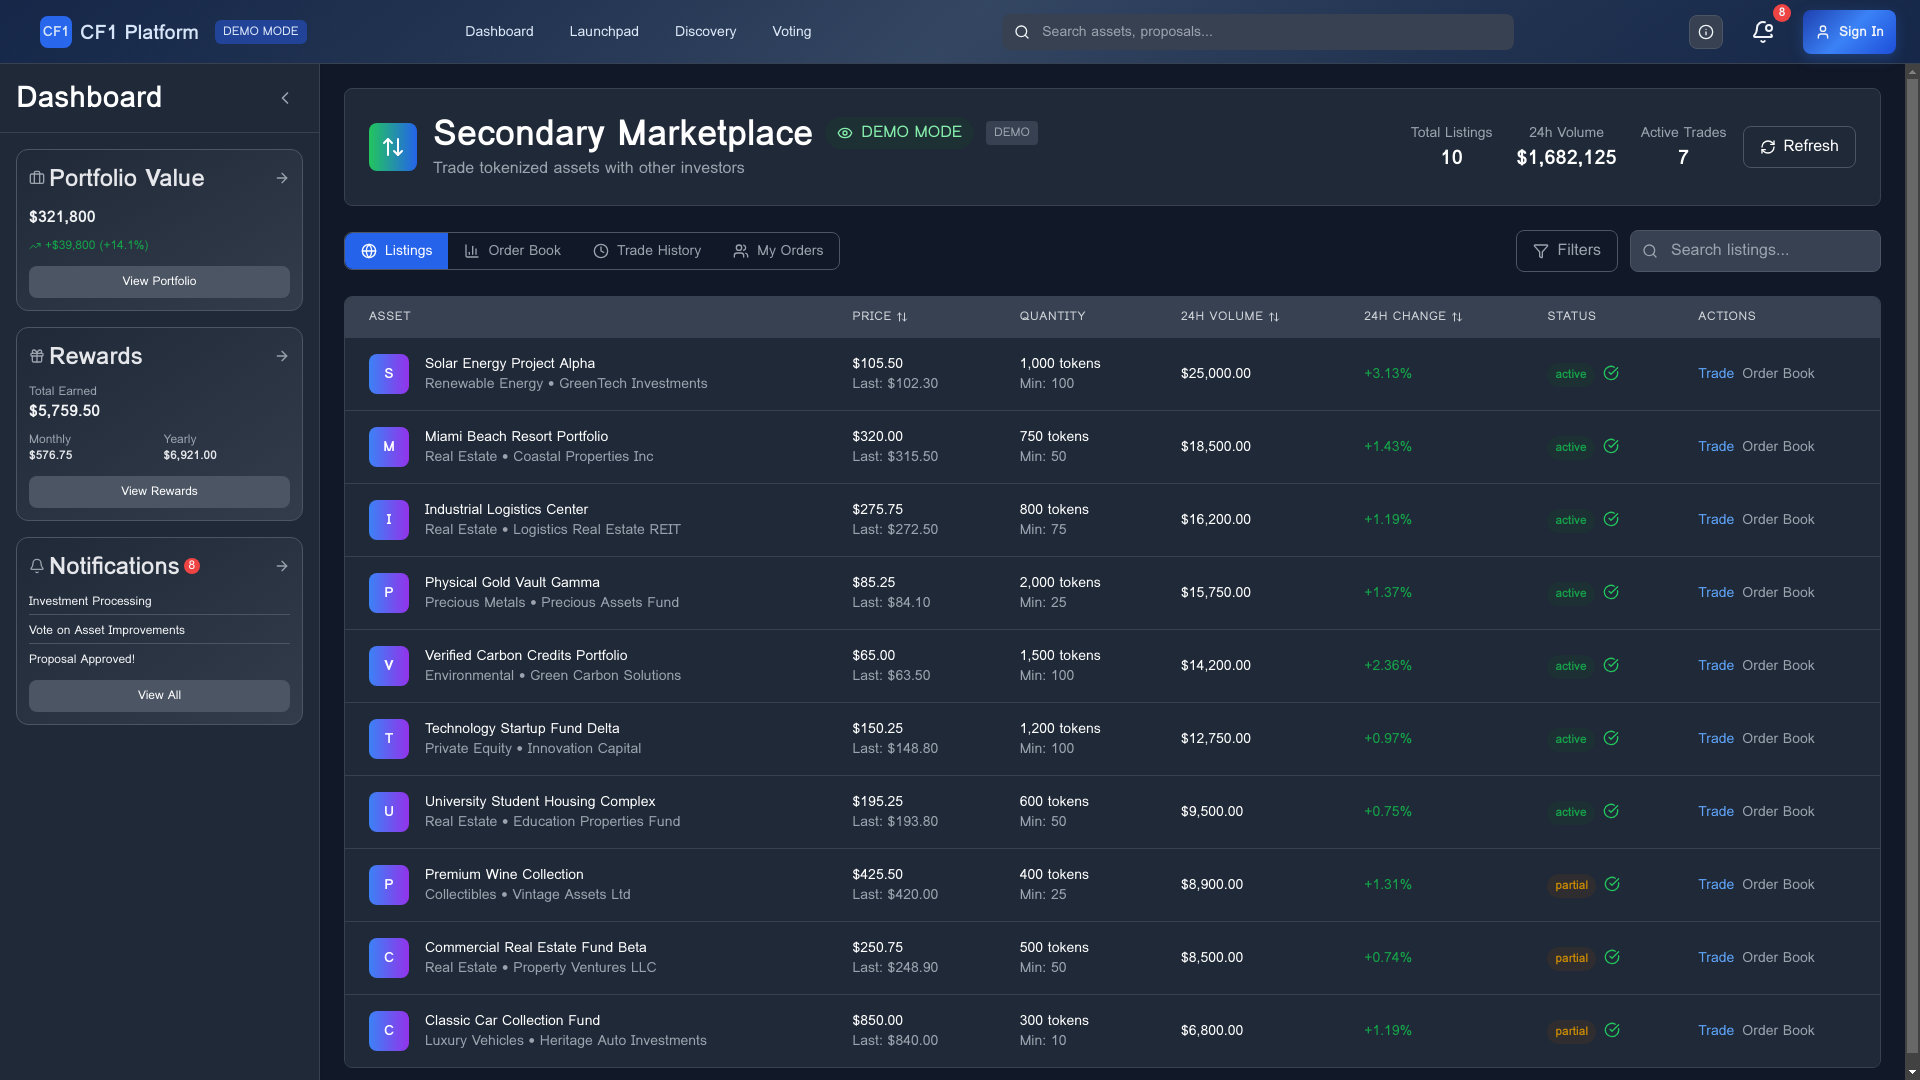 CF1 CF1 Platform DEMO MODE Dashboard Launchpad Discovery Voting Search assets, proposals... 8 Sign In
Dashboard
Portfolio Value
$321,800
+$39,800 (+14.1%)
View Portfolio
Rewards
Total Earned
$5,759.50
Monthly Yearly
$576.75 $6,921.00
View Rewards
Notifications 8
Investment Processing
Vote on Asset Improvements
Proposal Approved!
View All
Secondary Marketplace DEMO MODE DEMO
Trade tokenized assets with other investors
Total Listings 24h Volume Active Trades
10 $1,682,125 7
Refresh
Listings Order Book Trade History My Orders Filters Search listings...
ASSET PRICE QUANTITY 24H VOLUME 24H CHANGE STATUS ACTIONS
S Solar Energy Project Alpha $105.50 1,000 tokens $25,000.00 +3.13% active Trade Order Book
Renewable Energy • GreenTech Investments Last: $102.30 Min: 100
M Miami Beach Resort Portfolio $320.00 750 tokens $18,500.00 +1.43% active Trade Order Book
Real Estate • Coastal Properties Inc Last: $315.50 Min: 50
I Industrial Logistics Center $275.75 800 tokens $16,200.00 +1.19% active Trade Order Book
Real Estate • Logistics Real Estate REIT Last: $272.50 Min: 75
P Physical Gold Vault Gamma $85.25 2,000 tokens $15,750.00 +1.37% active Trade Order Book
Precious Metals • Precious Assets Fund Last: $84.10 Min: 25
V Verified Carbon Credits Portfolio $65.00 1,500 tokens $14,200.00 +2.36% active Trade Order Book
Environmental • Green Carbon Solutions Last: $63.50 Min: 100
T Technology Startup Fund Delta $150.25 1,200 tokens $12,750.00 +0.97% active Trade Order Book
Private Equity • Innovation Capital Last: $148.80 Min: 100
U University Student Housing Complex $195.25 600 tokens $9,500.00 +0.75% active Trade Order Book
Real Estate • Education Properties Fund Last: $193.80 Min: 50
P Premium Wine Collection $425.50 400 tokens $8,900.00 +1.31% partial Trade Order Book
Collectibles • Vintage Assets Ltd Last: $420.00 Min: 25
C Commercial Real Estate Fund Beta $250.75 500 tokens $8,500.00 +0.74% partial Trade Order Book
Real Estate • Property Ventures LLC Last: $248.90 Min: 50
C Classic Car Collection Fund $850.00 300 tokens $6,800.00 +1.19% partial Trade Order Book
Luxury Vehicles • Heritage Auto Investments Last: $840.00 Min: 10